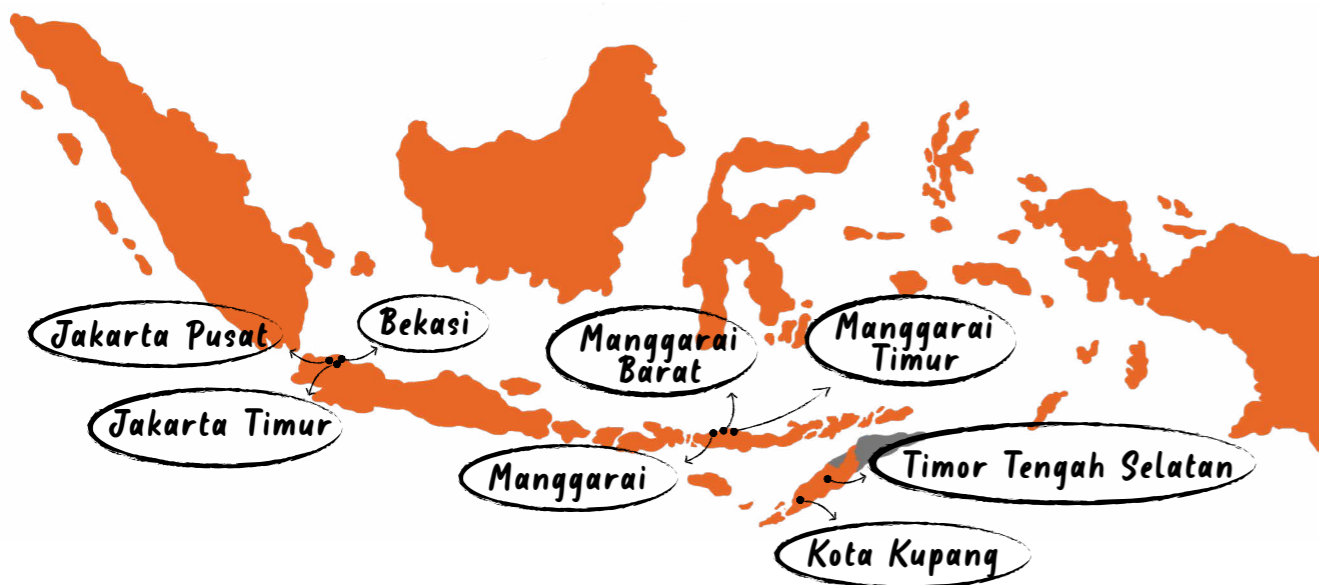 Jakarta Pusat
Bekasi
Jakarta Timur
Manggarai
Barat
Manggarai
Timur
Manggarai
Timor Tengah Selatan
Kota Kupang